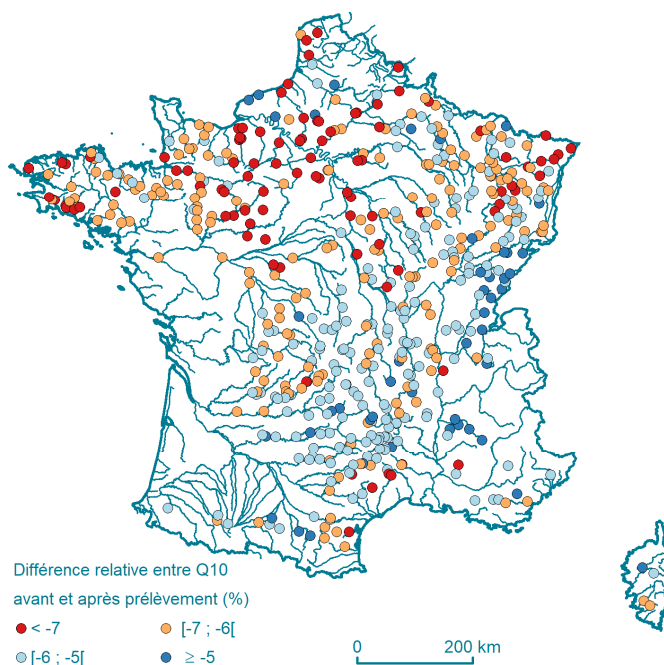 Différence relative entre Q10
avant et après prélèvement (%)
< -7 [-7 ; -6[
[-6 ; -5[ ≥ -5
0 200 km